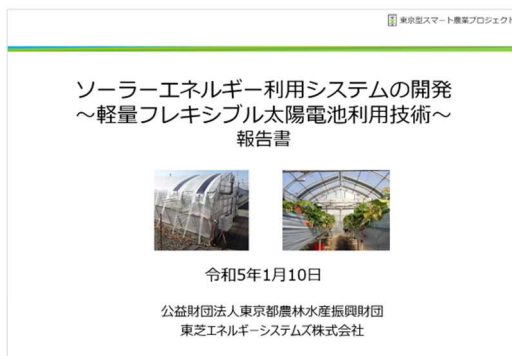 東京型スマート農業プロジェクト
ソーラーエネルギー利用システムの開発
～軽量フレキシブル太陽電池利用技術～
報告書
令和5年1月10日
公益財団法人東京都農林水産振興財団
東芝エネルギーシステムズ株式会社